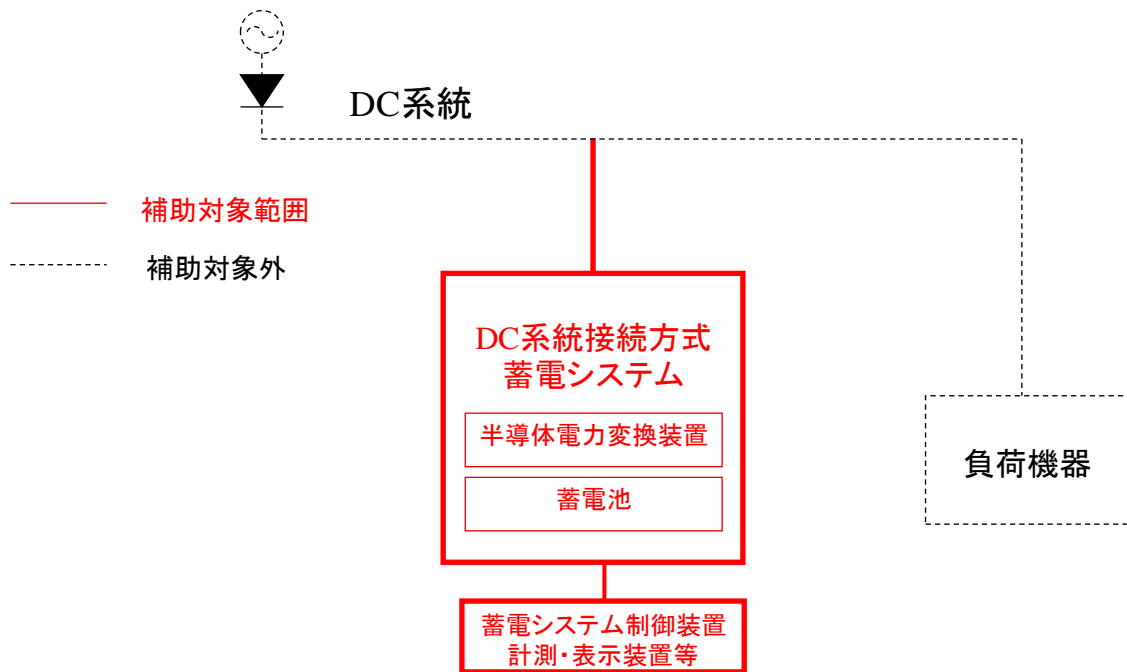 DC系統
補助対象範囲
補助対象外
DC系統接続方式
蓄電システム
半導体電力変換装置
蓄電池
負荷機器
蓄電システム制御装置
計測・表示装置等